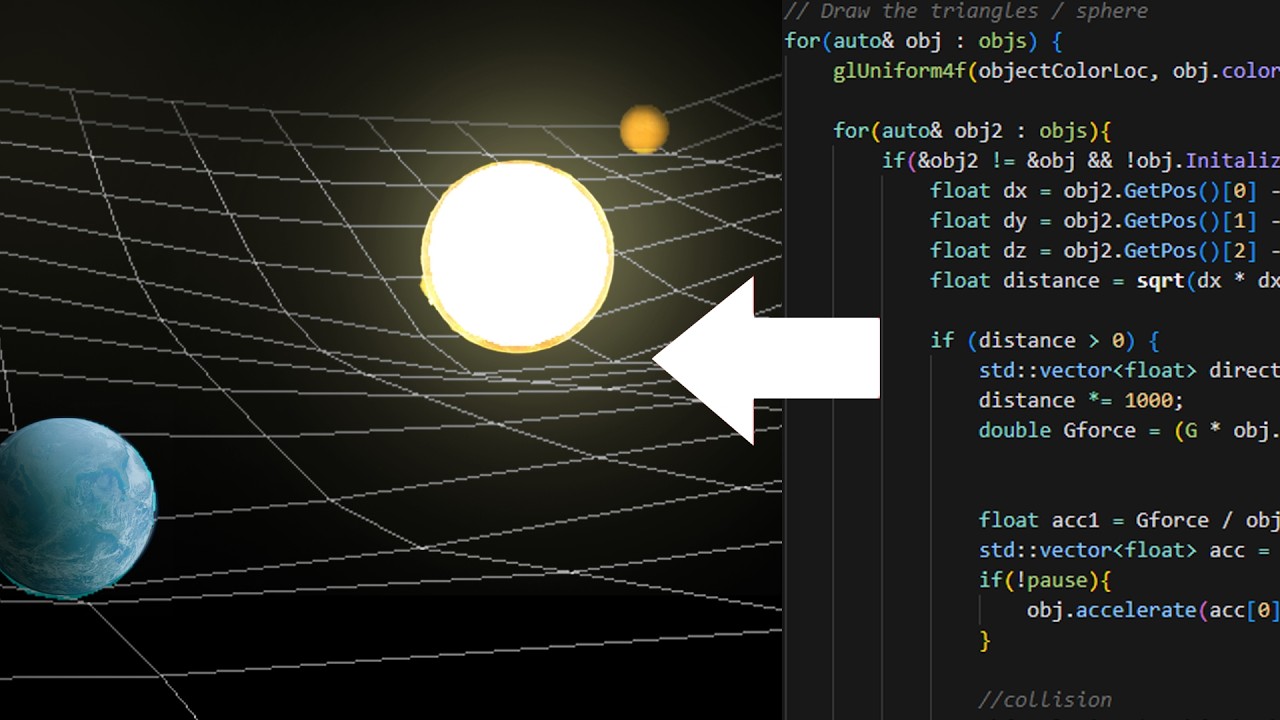 // Draw the triangles / sphere
for(auto& obj : objs) {
glUniform4f(objectColorLoc, obj.color
for(auto& obj2 : objs){
if(&obj2 != &obj && !obj.Initaliz
float dx = obj2.GetPos()[0] -
float dy = obj2.GetPos()[1] -
float dz = obj2.GetPos()[2] -
float distance = sqrt(dx * dx
if (distance > 0) {
std::vector<float> direct
distance *= 1000;
double Gforce = (G * obj.
float acc1 = Gforce / obj
std::vector<float> acc =
if(!pause){
obj.accelerate(acc[0]
}
//collision